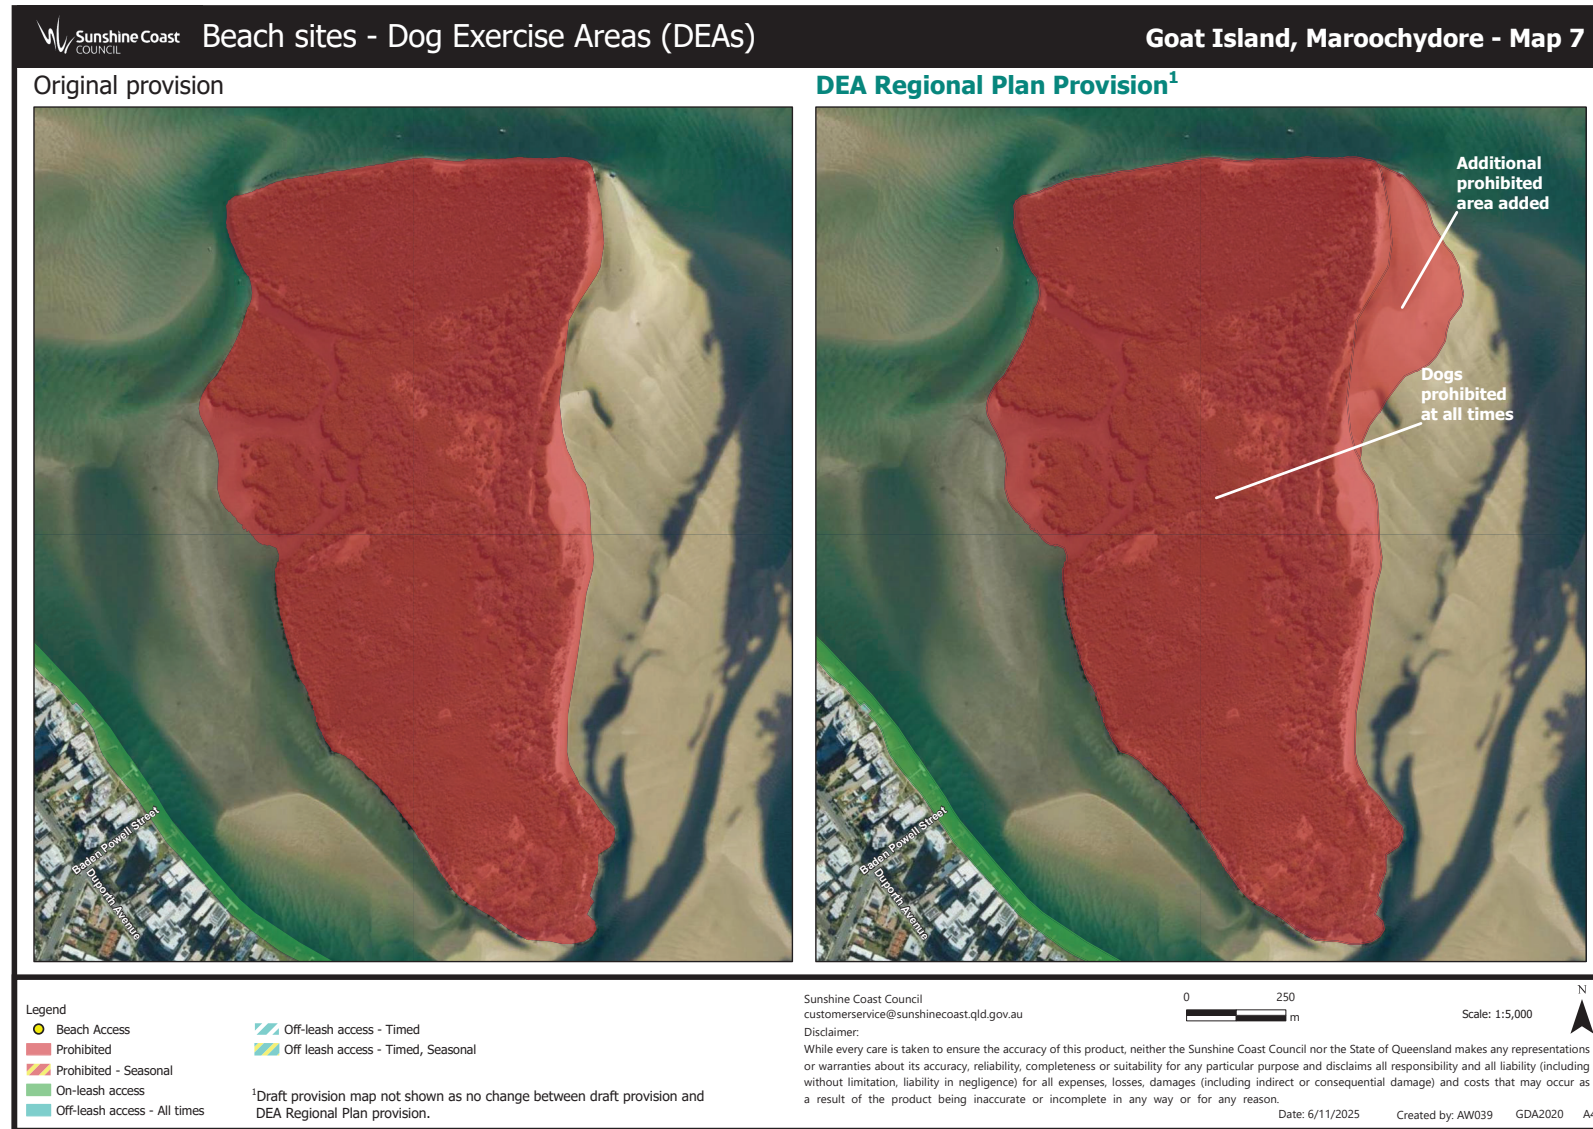 Sunshine Coast
COUNCIL
Beach sites - Dog Exercise Areas (DEAs)
Goat Island, Maroochydore - Map 7
Original provision
DEA Regional Plan Provision¹
Additional
prohibited
area added
Dogs
prohibited
at all times
Baden Powell Street
Duporth Avenue
Baden Powell Street
Duporth Avenue
Legend
Beach Access
Prohibited
Prohibited - Seasonal
On-leash access
Off-leash access - All times
Off-leash access - Timed
Off leash access - Timed, Seasonal
¹Draft provision map not shown as no change between draft provision and
DEA Regional Plan provision.
Sunshine Coast Council
customerservice@sunshinecoast.qld.gov.au
0 250
m
Scale: 1:5,000
N
Disclaimer:
While every care is taken to ensure the accuracy of this product, neither the Sunshine Coast Council nor the State of Queensland makes any representations
or warranties about its accuracy, reliability, completeness or suitability for any particular purpose and disclaims all responsibility and all liability (including
without limitation, liability in negligence) for all expenses, losses, damages (including indirect or consequential damage) and costs that may occur as
a result of the product being inaccurate or incomplete in any way or for any reason.
Date: 6/11/2025 Created by: AW039 GDA2020 A4